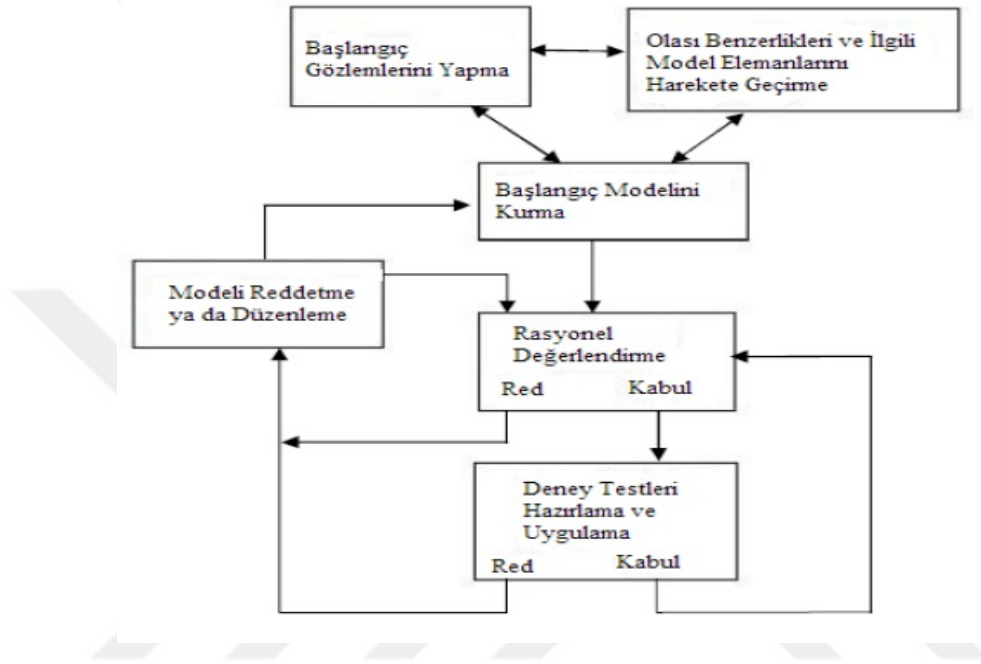 Başlangıç
Gözlemlerini Yapma
Olası Benzerlikleri ve İlgili
Model Elemanlarını
Harekete Geçirme
Başlangıç Modelini
Kurma
Modeli Reddetme
ya da Düzenleme
Rasyonel
Değerlendirme
Red Kabul
Deney Testleri
Hazırlama ve
Uygulama
Red Kabul